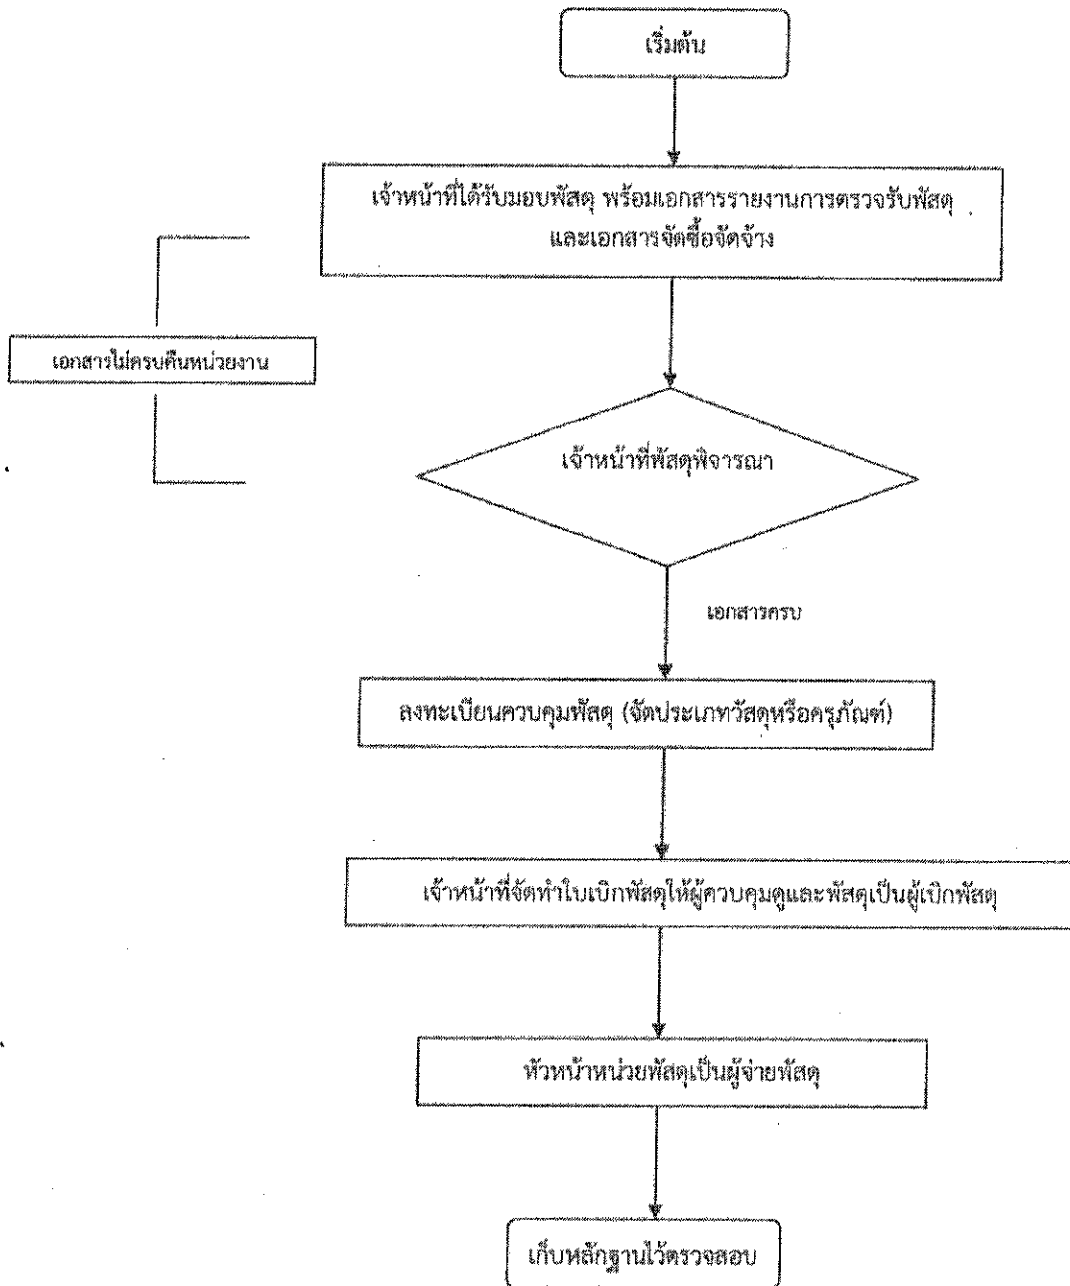 เริ่มต้น
เจ้าหน้าที่ได้รับมอบพัสดุ พร้อมเอกสารรายงานการตรวจรับพัสดุ
และเอกสารจัดซื้อจัดจ้าง
เอกสารไม่ครบคืนหน่วยงาน
เจ้าหน้าที่พัสดุพิจารณา
เอกสารครบ
ลงทะเบียนควบคุมพัสดุ (จัดประเภทวัสดุหรือครุภัณฑ์)
เจ้าหน้าที่จัดทำใบเบิกพัสดุให้ผู้ควบคุมดูและพัสดุเป็นผู้เบิกพัสดุ
หัวหน้าหน่วยพัสดุเป็นผู้จ่ายพัสดุ
เก็บหลักฐานไว้ตรวจสอบ